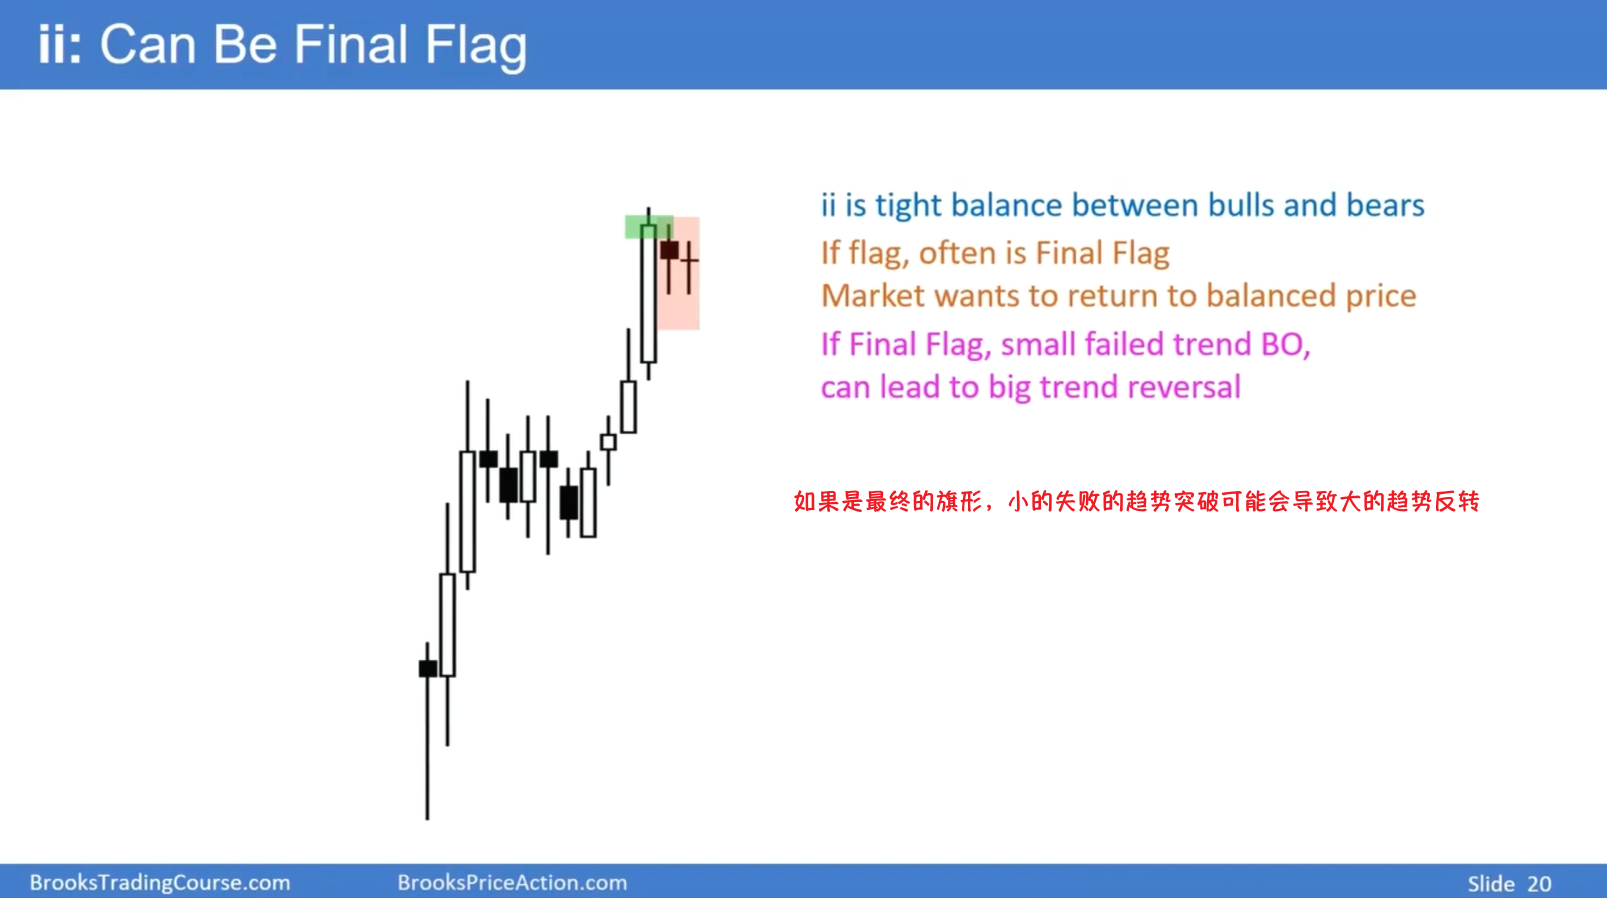 ii: Can Be Final Flag
ii is tight balance between bulls and bears
If flag, often is Final Flag
Market wants to return to balanced price
If Final Flag, small failed trend BO,
can lead to big trend reversal
如果是最终的旗形，小的失败的趋势突破可能会导致大的趋势反转
BrooksTradingCourse.com
BrooksPriceAction.com
Slide 20